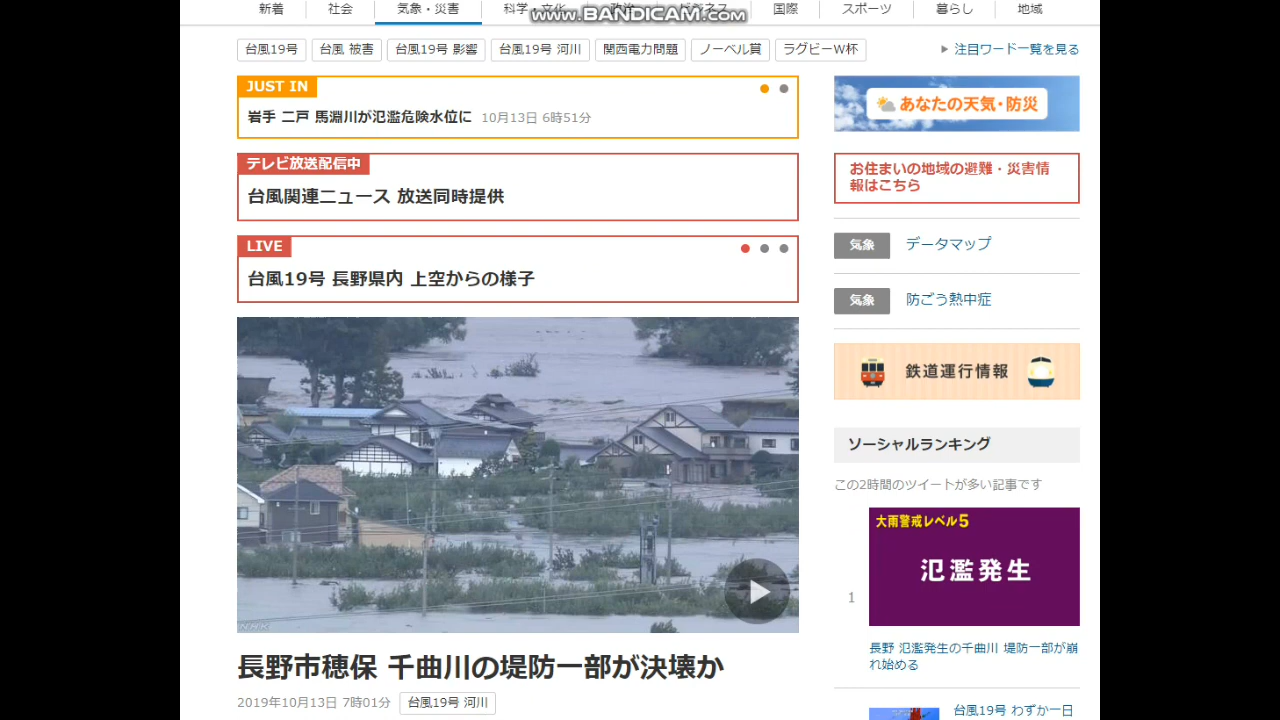 新着 社会 気象・災害 科学・文化 政治 ビジネス 国際 スポーツ 暮らし 地域
www.BANDICAM.com
台風19号 台風 被害 台風19号 影響 台風19号 河川 関西電力問題 ノーベル賞 ラグビーW杯 注目ワード一覧を見る
JUST IN
岩手 二戸 馬淵川が氾濫危険水位に 10月13日 6時51分
テレビ放送配信中
台風関連ニュース 放送同時提供
LIVE
台風19号 長野県内 上空からの様子
NHK
長野市穂保 千曲川の堤防一部が決壊か
2019年10月13日 7時01分 台風19号 河川
あなたの天気・防災
お住まいの地域の避難・災害情
報はこちら
気象 データマップ
気象 防ごう熱中症
鉄道運行情報
ソーシャルランキング
この2時間のツイートが多い記事です
大雨警戒レベル5
氾濫発生
1
長野 氾濫発生の千曲川 堤防一部が崩
れ始める
台風19号 わずか一日